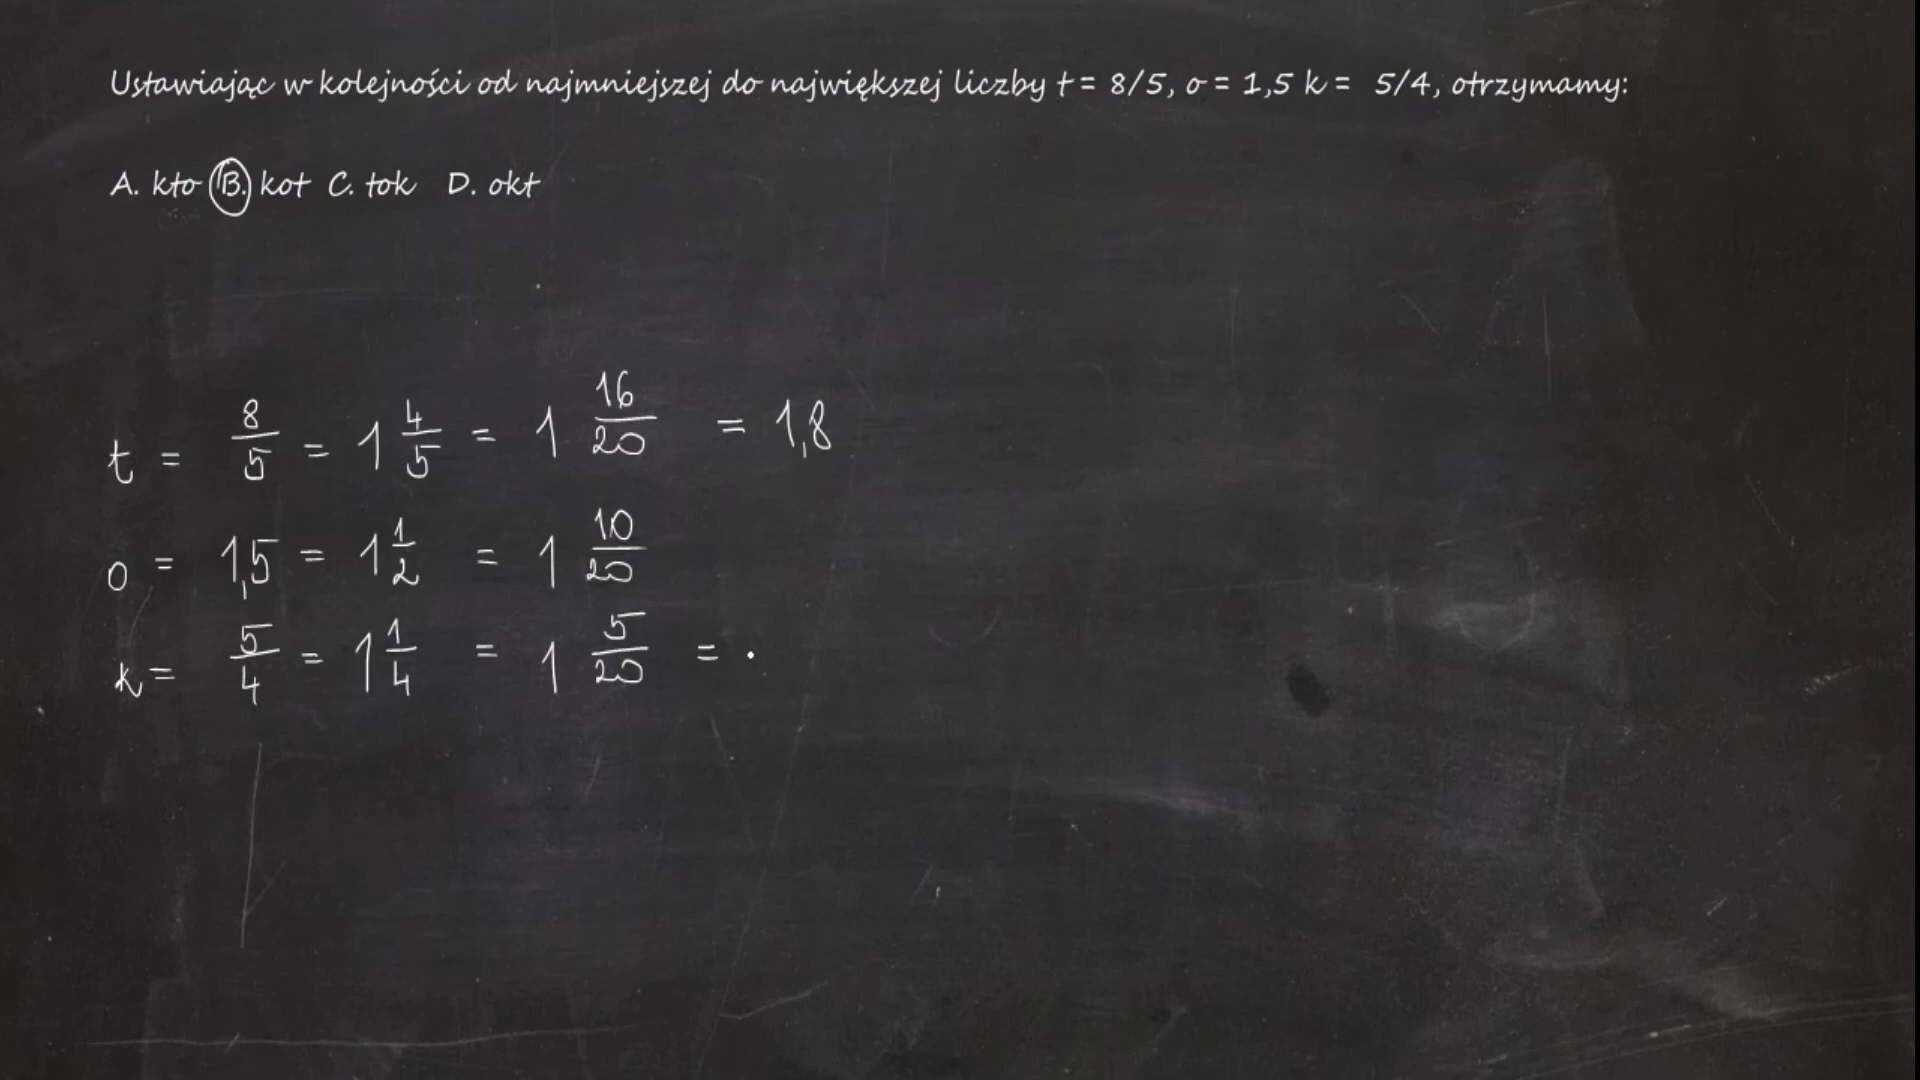 Ustawiając w kolejności od najmniejszej do największej liczby t = 8/5, o = 1,5 k = 5/4, otrzymamy:
A. kto B. kot C. tok D. okt
t = 8/5 = 1 4/5 = 1 16/20 = 1,8
o = 1,5 = 1 1/2 = 1 10/20
k = 5/4 = 1 1/4 = 1 5/20 = .